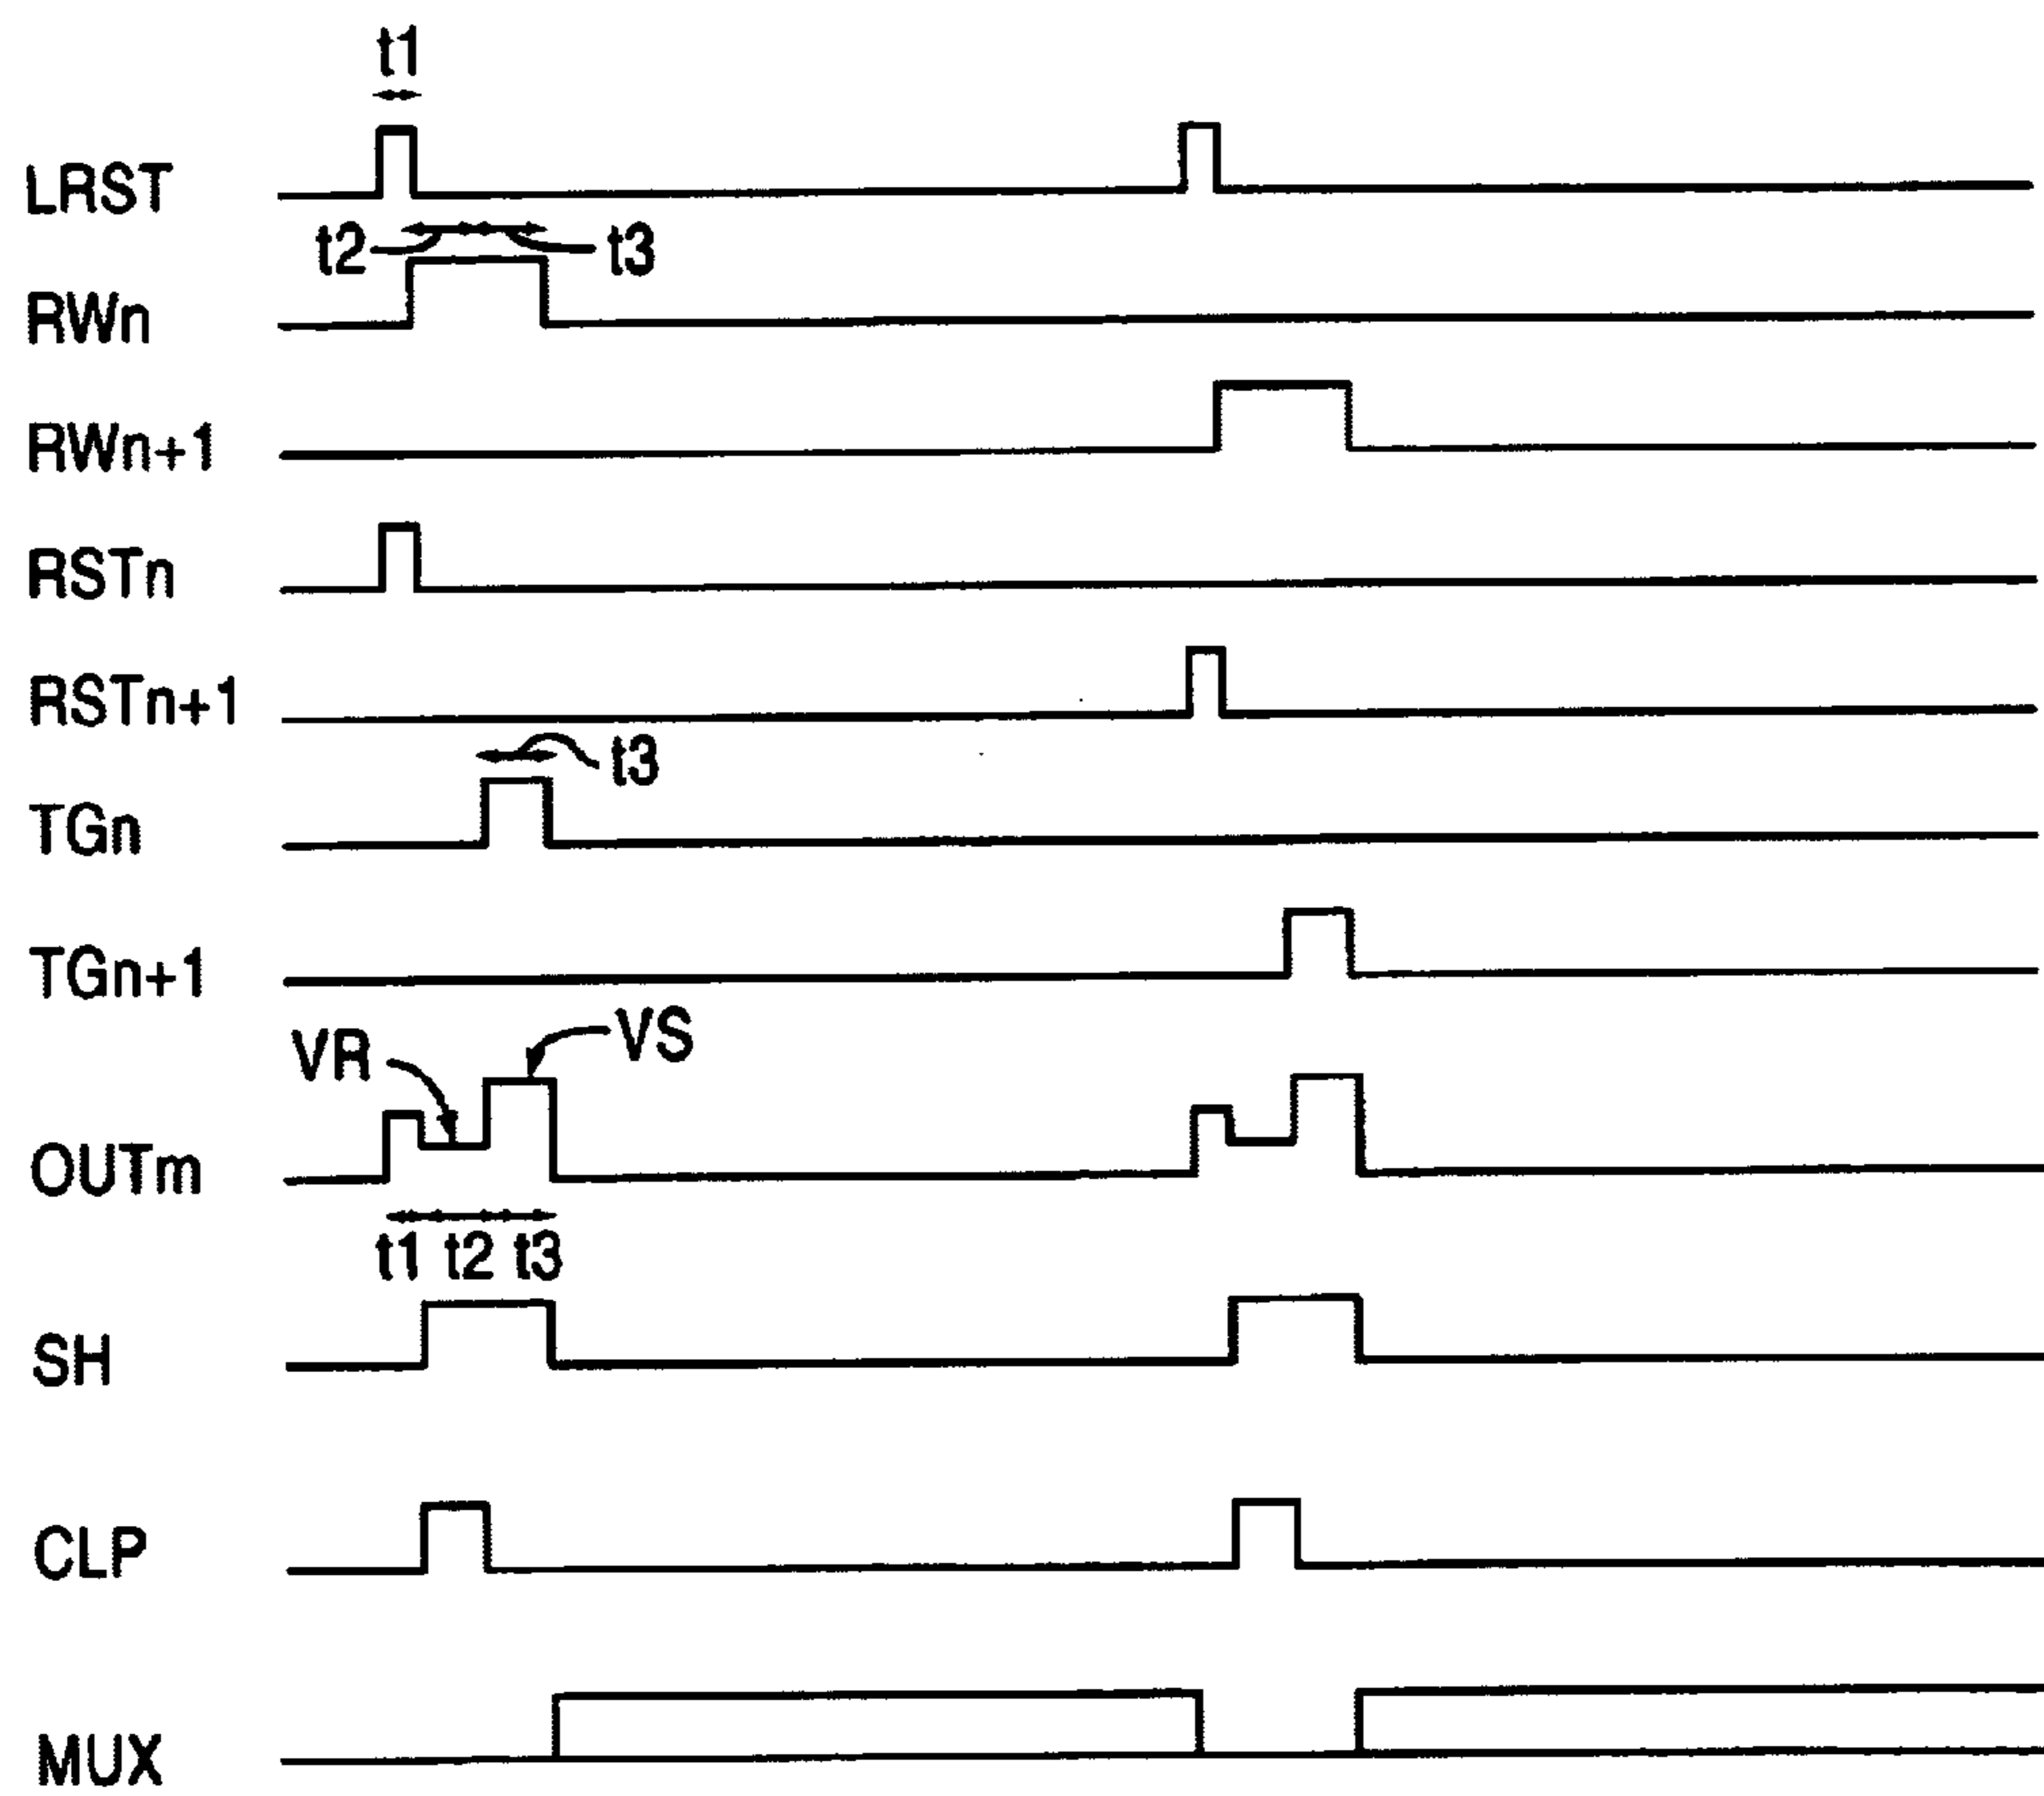 t1
LRST
t2 t3
RWn
RWn+1
RSTn
RSTn+1
t3
TGn
TGn+1
VR VS
OUTm
t1 t2 t3
SH
CLP
MUX